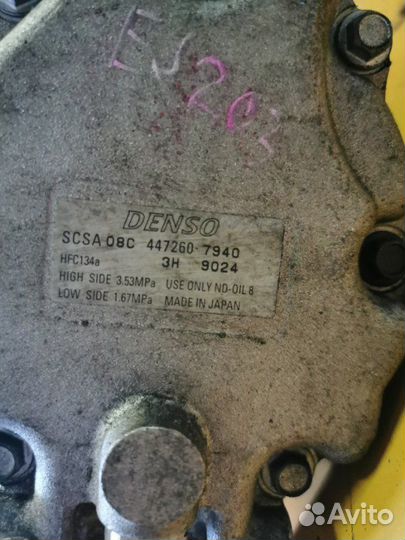 EJ203
DENSO
SCSA 08C 447260-7940
HFC134a 3H 9024
HIGH SIDE 3.53MPa USE ONLY ND-OIL 8
LOW SIDE 1.67MPa MADE IN JAPAN
Avito